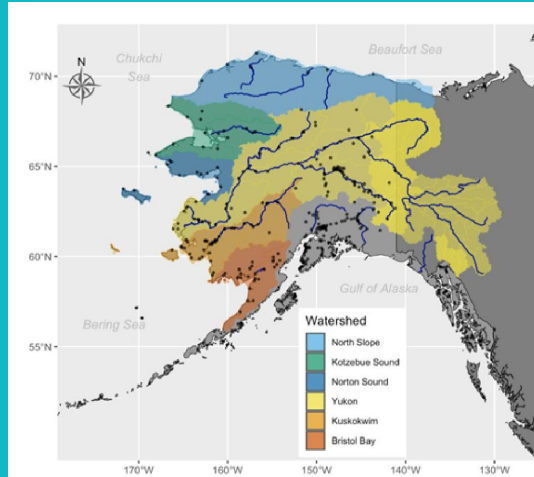 Chukchi
Sea
Beaufort Sea
N
70°N
65°N
60°N
55°N
Gulf of Alaska
Bering Sea
Watershed
North Slope
Kotzebue Sound
Norton Sound
Yukon
Kuskokwim
Bristol Bay
170°W
160°W
150°W
140°W
130°W